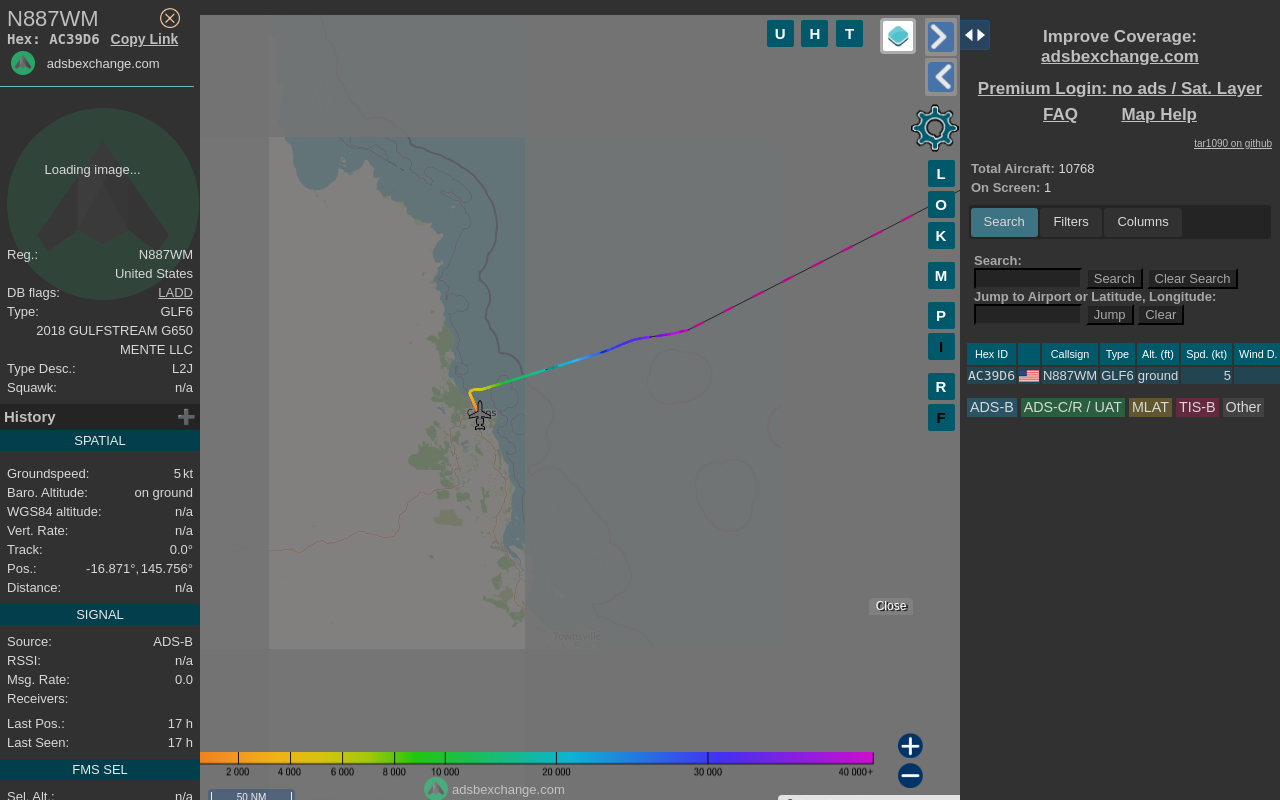 N887WM
Hex: AC39D6 Copy Link
adsbexchange.com
Loading image...
Reg.: N887WM
United States
DB flags: LADD
Type: GLF6
2018 GULFSTREAM G650
MENTE LLC
Type Desc.: L2J
Squawk: n/a
History
SPATIAL
Groundspeed: 5 kt
Baro. Altitude: on ground
WGS84 altitude: n/a
Vert. Rate: n/a
Track: 0.0°
Pos.: -16.871°, 145.756°
Distance: n/a
SIGNAL
Source: ADS-B
RSSI: n/a
Msg. Rate: 0.0
Receivers:
Last Pos.: 17 h
Last Seen: 17 h
FMS SEL
Sel. Alt.: n/a
U H T
L
O
K
M
P
I
R
F
Townsville
Close
2 000 4 000 6 000 8 000 10 000 20 000 30 000 40 000+
adsbexchange.com
50 NM
Improve Coverage:
adsbexchange.com
Premium Login: no ads / Sat. Layer
FAQ Map Help
tar1090 on github
Total Aircraft: 10768
On Screen: 1
Search Filters Columns
Search:
Search Clear Search
Jump to Airport or Latitude, Longitude:
Jump Clear
Hex ID Callsign Type Alt. (ft) Spd. (kt) Wind D.
AC39D6 N887WM GLF6 ground 5
ADS-B ADS-C/R / UAT MLAT TIS-B Other